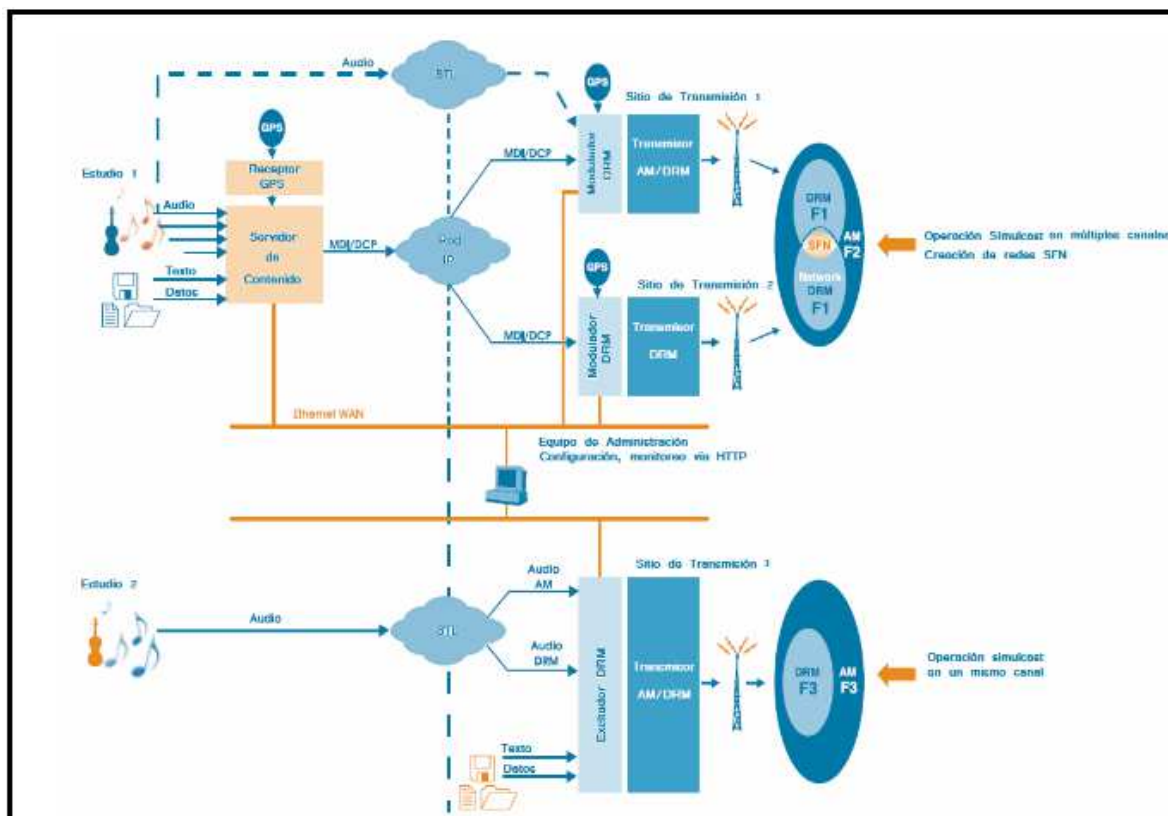 Audio
STL
GPS
Sitio de Transmisión 1
GPS
Estudio 1
Receptor
GPS
Audio
Servidor
de
Contenido
MDI/DCP
Red
IP
MDI/DCP
Modulador
DRM
Transmisor
AM/DRM
DRM
F1
SFN
AM
F2
Network
DRM
F1
Operación Simulcast en múltiples canales
Creación de redes SFN
Texto
Datos
GPS
Sitio de Transmisión 2
MDI/DCP
Modulador
DRM
Transmisor
DRM
Ethernet WAN
Equipo de Administración
Configuración, monitoreo vía HTTP
Estudio 2
Audio
STL
Audio
AM
Audio
DRM
Sitio de Transmisión 3
Excitador DRM
Transmisor
AM/DRM
DRM
F3
AM
F3
Operación simulcast
en un mismo canal
Texto
Datos